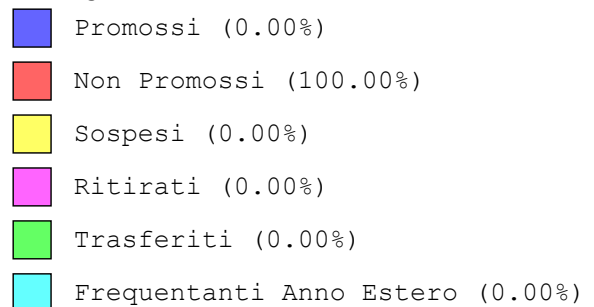 Promossi (0.00%)
Non Promossi (100.00%)
Sospesi (0.00%)
Ritirati (0.00%)
Trasferiti (0.00%)
Frequentanti Anno Estero (0.00%)